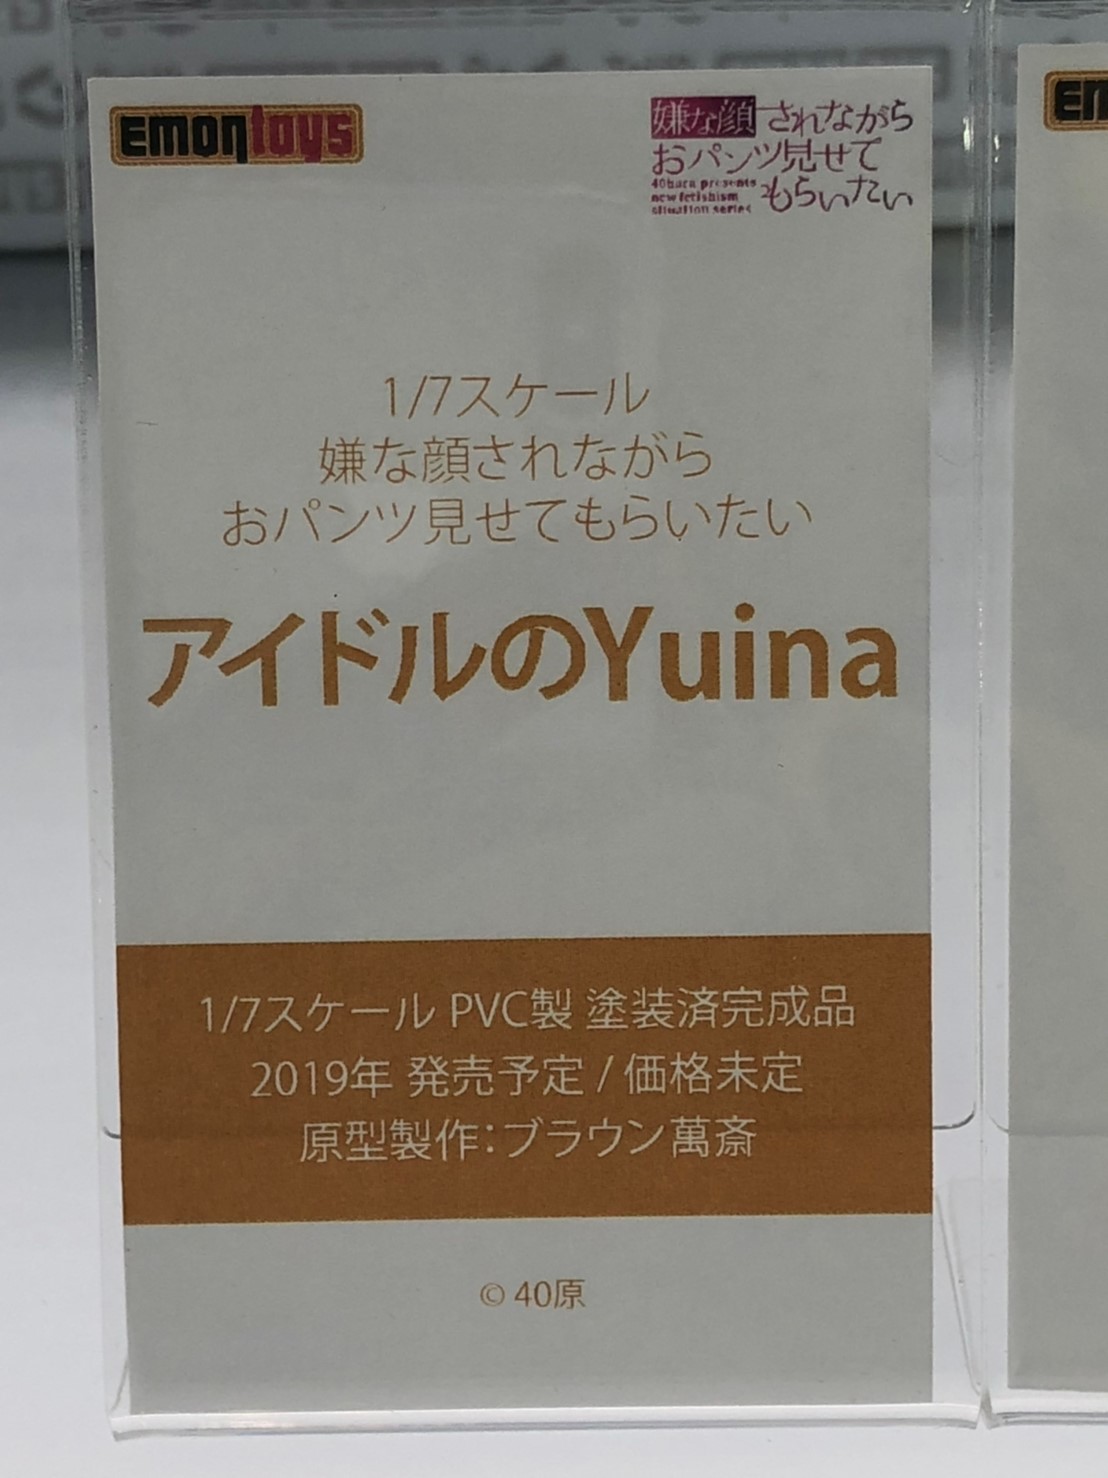 Emontoys
嫌な顔されながら
おパンツ見せて
もらいたい
40hara presents
new fetishism
situation series
1/7スケール
嫌な顔されながら
おパンツ見せてもらいたい
アイドルのYuina
1/7スケール PVC製 塗装済完成品
2019年 発売予定 / 価格未定
原型製作：ブラウン萬斎
© 40原